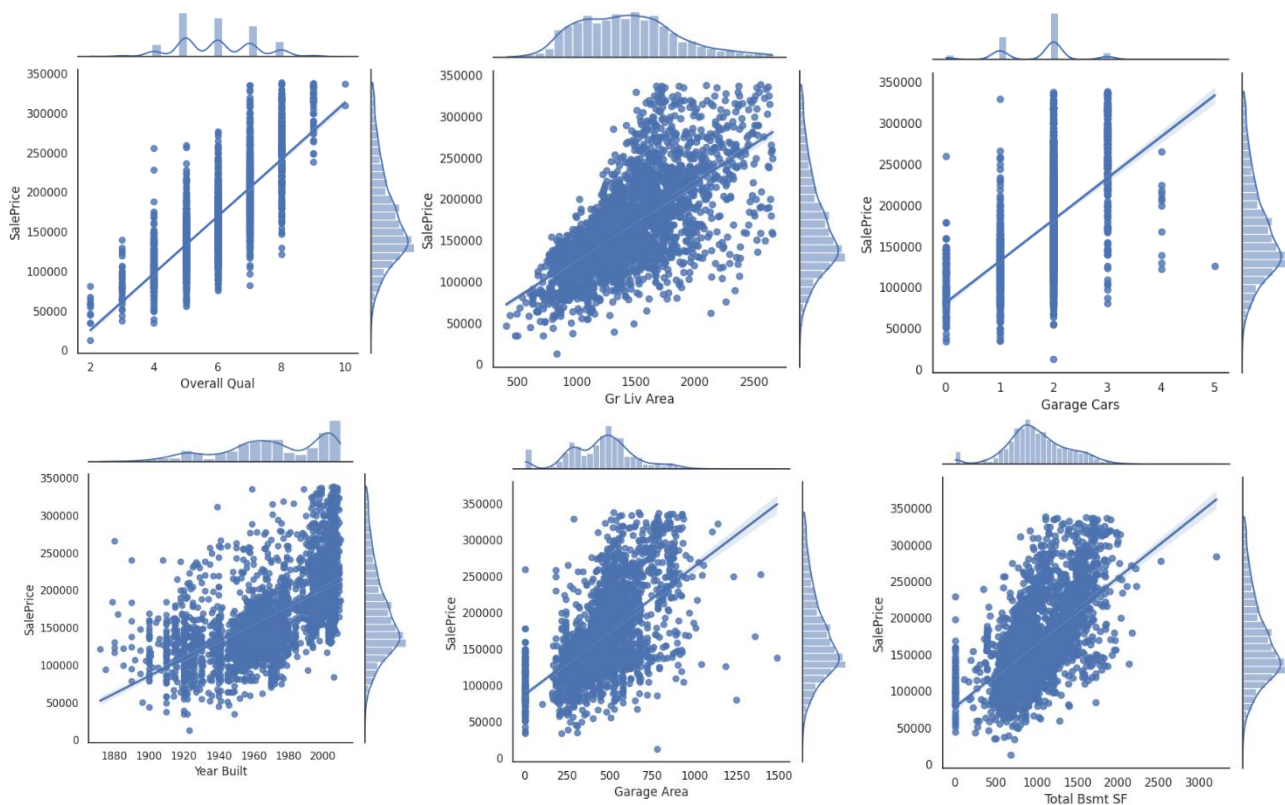 350000
300000
250000
200000
150000
100000
50000
0
SalePrice
2 4 6 8 10
Overall Qual
350000
300000
250000
200000
150000
100000
50000
0
SalePrice
500 1000 1500 2000 2500
Gr Liv Area
350000
300000
250000
200000
150000
100000
50000
0
SalePrice
0 1 2 3 4 5
Garage Cars
350000
300000
250000
200000
150000
100000
50000
0
SalePrice
1880 1900 1920 1940 1960 1980 2000
Year Built
350000
300000
250000
200000
150000
100000
50000
0
SalePrice
0 250 500 750 1000 1250 1500
Garage Area
350000
300000
250000
200000
150000
100000
50000
0
SalePrice
0 500 1000 1500 2000 2500 3000
Total Bsmt SF